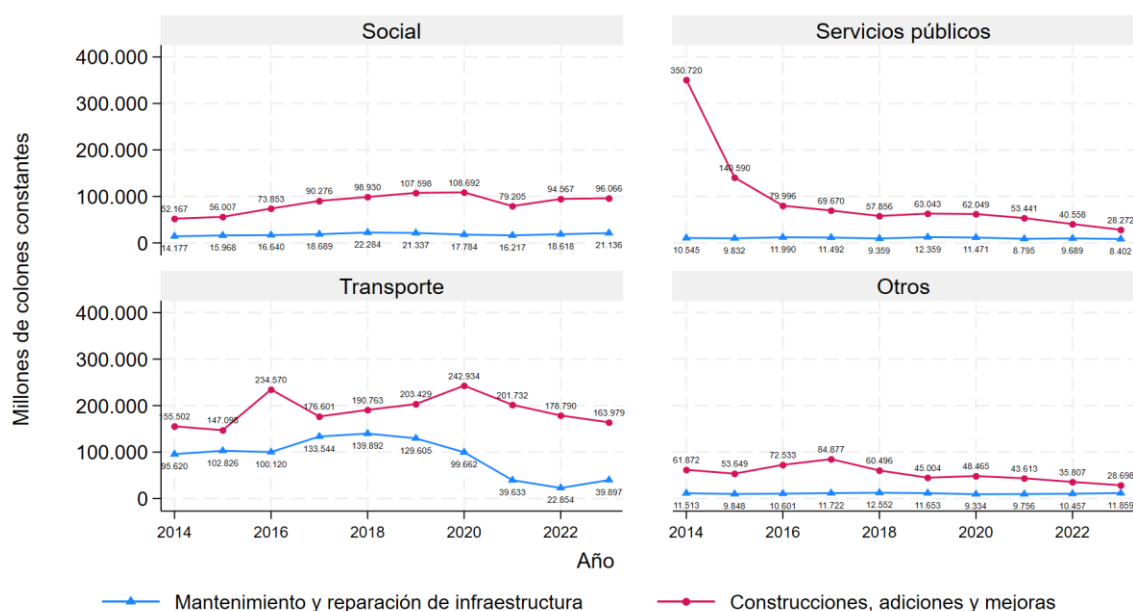 Social
Servicios públicos
Millones de colones constantes
400.000
300.000
200.000
100.000
0
52.167 56.007 73.853 90.276 98.930 107.598 108.692 79.205 94.567 96.066
14.177 15.968 16.640 18.689 22.284 21.337 17.784 16.217 18.618 21.136
350.720 140.590 79.996 69.670 57.856 63.043 62.049 53.441 40.558 28.272
10.545 9.832 11.990 11.492 9.359 12.359 11.471 8.795 9.689 8.402
Transporte
Otros
400.000
300.000
200.000
100.000
0
155.502 147.096 234.570 176.601 190.763 203.429 242.934 201.732 178.790 163.979
95.620 102.826 100.120 133.544 139.892 129.605 99.662 39.633 22.854 39.897
61.872 53.649 72.533 84.877 60.496 45.004 48.465 43.613 35.807 28.698
11.513 9.848 10.601 11.722 12.552 11.653 9.334 9.756 10.457 11.859
2014 2016 2018 2020 2022
2014 2016 2018 2020 2022
Año
Mantenimiento y reparación de infraestructura
Construcciones, adiciones y mejoras